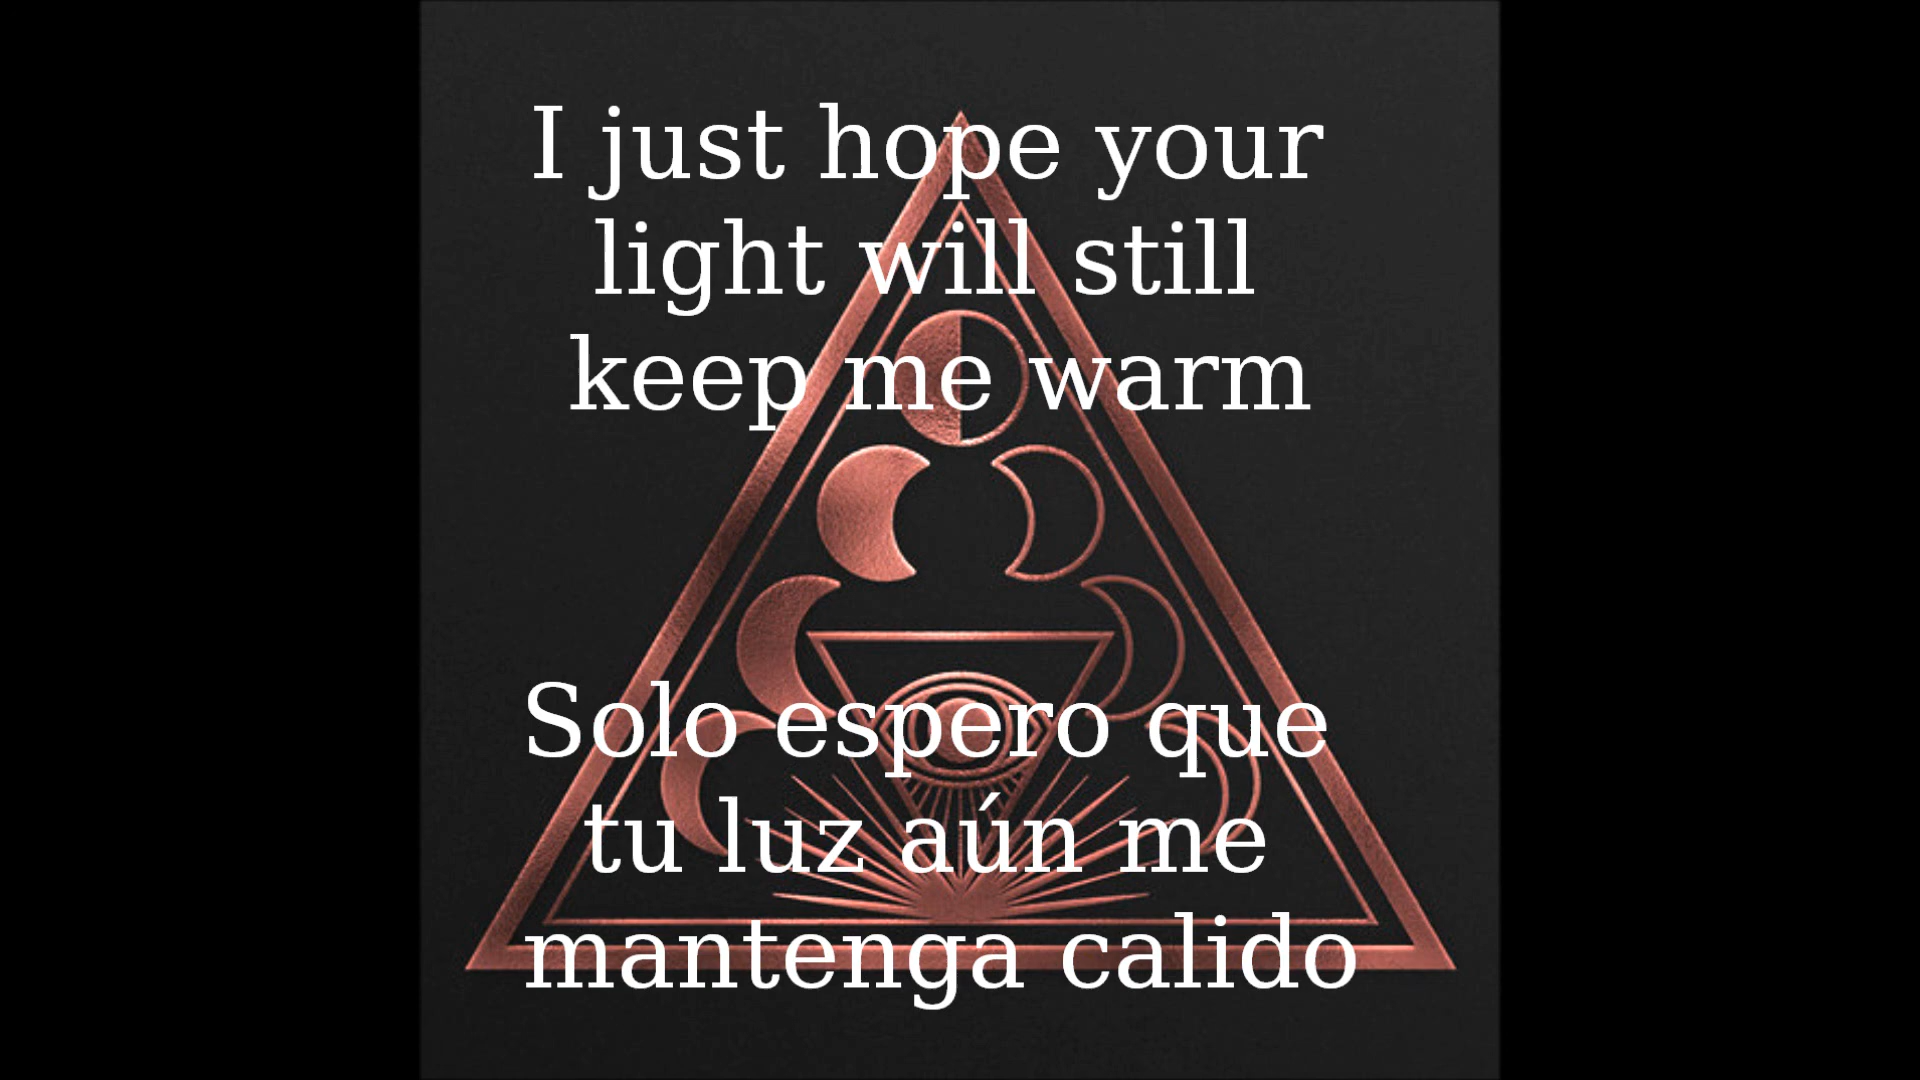 I just hope your
light will still
keep me warm
Solo espero que
tu luz aún me
mantenga calido